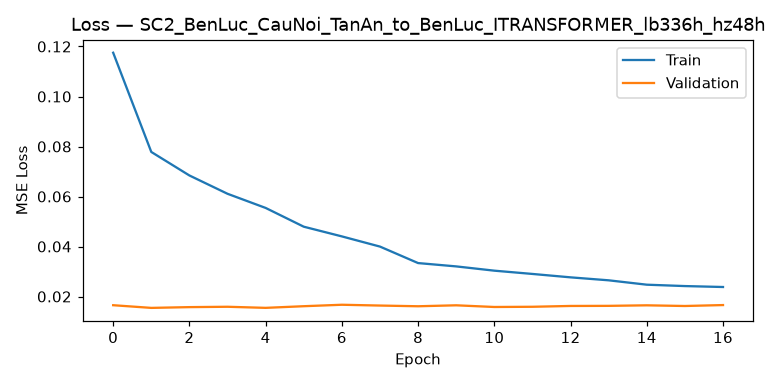 Loss — SC2_BenLuc_CauNoi_TanAn_to_BenLuc_ITRANSFORMER_lb336h_hz48h
Train
Validation
MSE Loss
0.12
0.10
0.08
0.06
0.04
0.02
0 2 4 6 8 10 12 14 16
Epoch